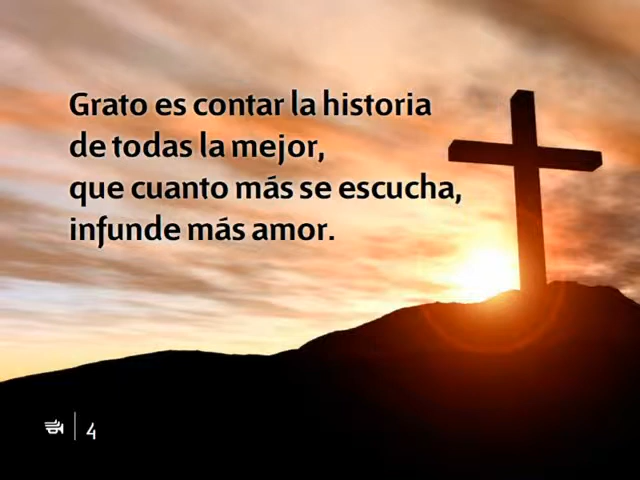 Grato es contar la historia
de todas la mejor,
que cuanto más se escucha,
infunde más amor.
4